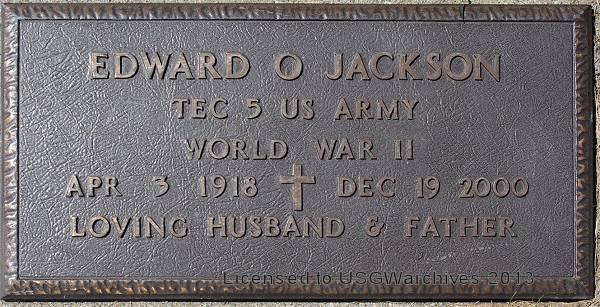 EDWARD O JACKSON
TEC 5 US ARMY
WORLD WAR II
APR 3 1918 DEC 19 2000
LOVING HUSBAND & FATHER
Licensed to USGWarchives 2013